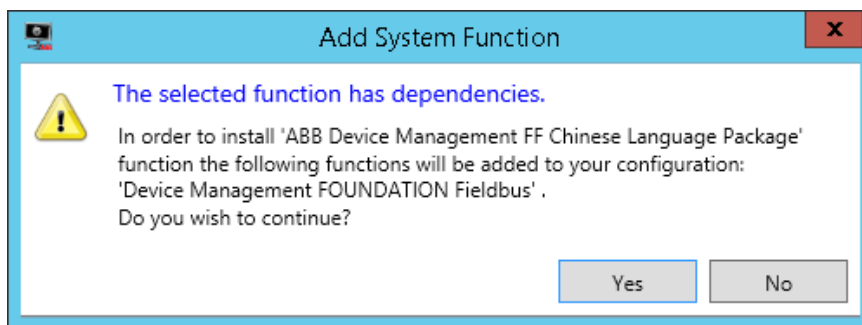 Add System Function
x
The selected function has dependencies.
In order to install 'ABB Device Management FF Chinese Language Package'
function the following functions will be added to your configuration:
'Device Management FOUNDATION Fieldbus' .
Do you wish to continue?
Yes No